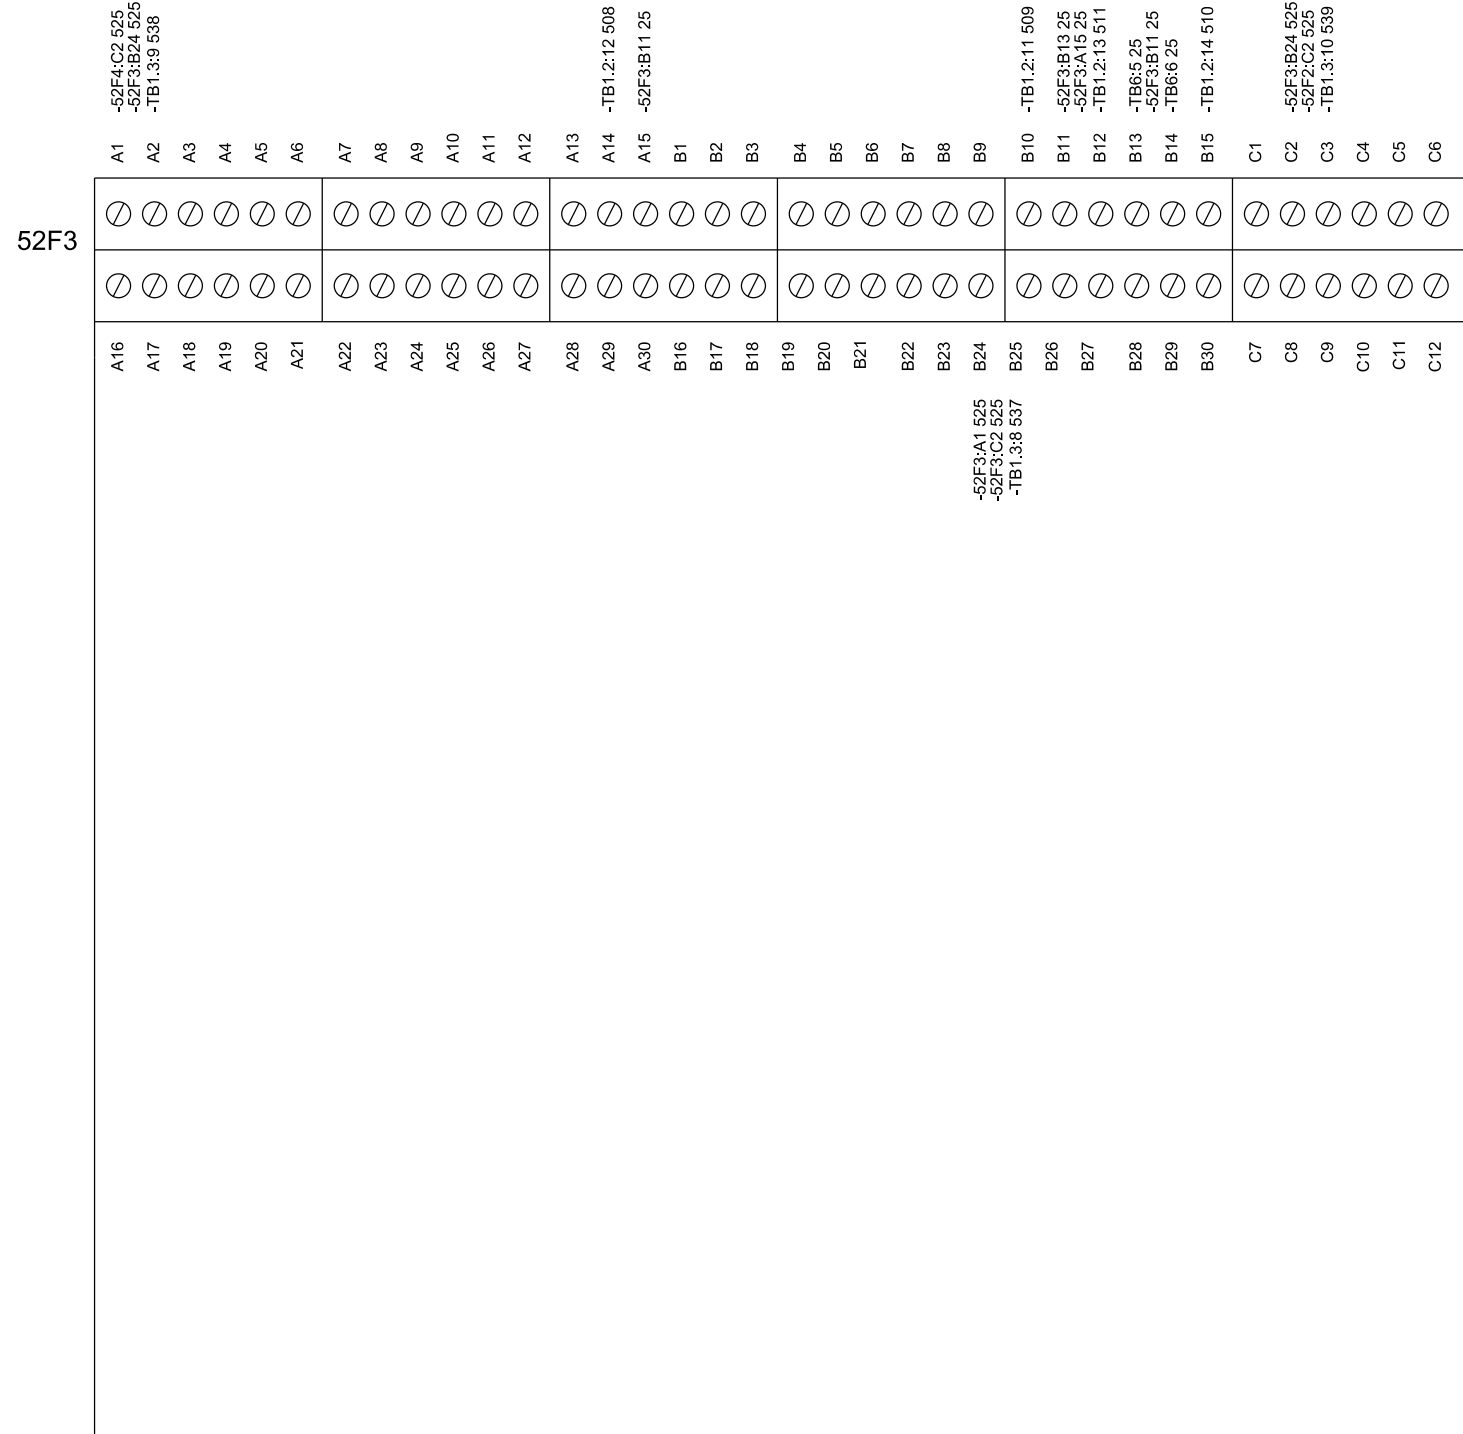 -52F4:C2 525
-52F3:B24 525
-TB1.3:9 538
-TB1.2:12 508
-52F3:B11 25
-TB1.2:11 509
-52F3:B13 25
-52F3:A15 25
-TB1.2:13 511
-TB6:5 25
-52F3:B11 25
-TB6:6 25
-TB1.2:14 510
-52F3:B24 525
-52F2:C2 525
-TB1.3:10 539
A1 A2 A3 A4 A5 A6 A7 A8 A9 A10 A11 A12 A13 A14 A15 B1 B2 B3 B4 B5 B6 B7 B8 B9 B10 B11 B12 B13 B14 B15 C1 C2 C3 C4 C5 C6
52F3
A16 A17 A18 A19 A20 A21 A22 A23 A24 A25 A26 A27 A28 A29 A30 B16 B17 B18 B19 B20 B21 B22 B23 B24 B25 B26 B27 B28 B29 B30 C7 C8 C9 C10 C11 C12
-52F3:A1 525
-52F3:C2 525
-TB1.3:8 537